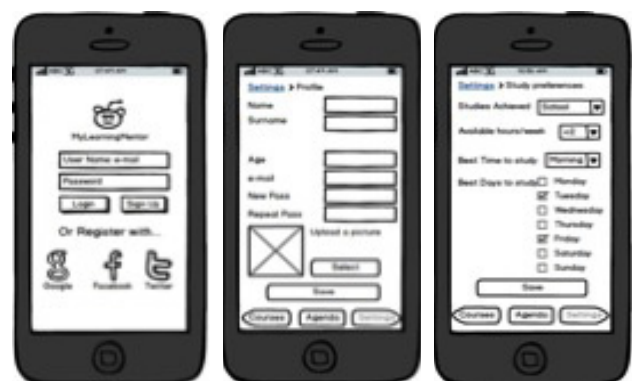 MyLearningMentor
User Name e-mail
Password
Login Sign Up
Or Register with...
Google Facebook Twitter
Settings > Profile
Name
Surname
Age
e-mail
New Pass
Repeat Pass
Upload a picture
Select
Save
Courses Agenda Settings
Settings > Study preferences
Studies Achieved School
Available hours/week <2
Best Time to study Morning
Best Days to study Monday
Tuesday
Wednesday
Thursday
Friday
Saturday
Sunday
Save
Courses Agenda Settings